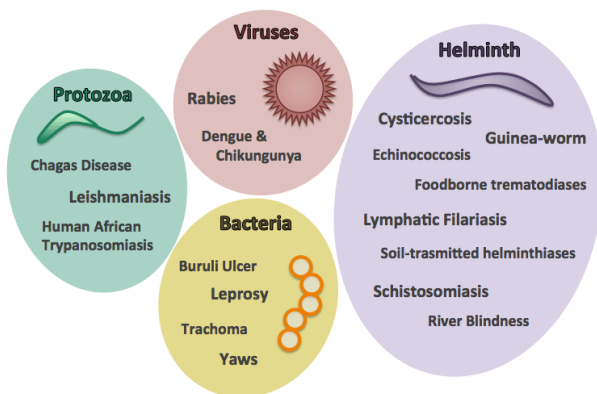 Protozoa
Chagas Disease
Leishmaniasis
Human African
Trypanosomiasis
Viruses
Rabies
Dengue &
Chikungunya
Bacteria
Buruli Ulcer
Leprosy
Trachoma
Yaws
Helminth
Cysticercosis
Guinea-worm
Echinococcosis
Foodborne trematodiases
Lymphatic Filariasis
Soil-trasmitted helminthiases
Schistosomiasis
River Blindness